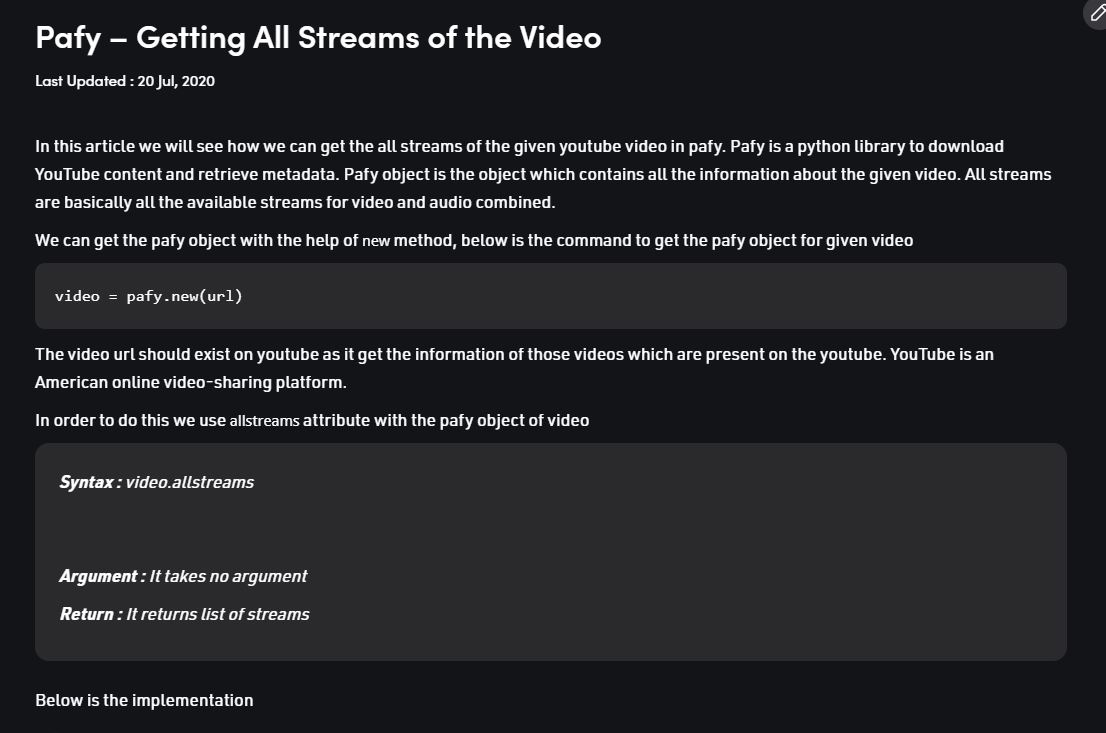 Pafy – Getting All Streams of the Video
Last Updated : 20 Jul, 2020
In this article we will see how we can get the all streams of the given youtube video in pafy. Pafy is a python library to download
YouTube content and retrieve metadata. Pafy object is the object which contains all the information about the given video. All streams
are basically all the available streams for video and audio combined.
We can get the pafy object with the help of new method, below is the command to get the pafy object for given video
video = pafy.new(url)
The video url should exist on youtube as it get the information of those videos which are present on the youtube. YouTube is an
American online video-sharing platform.
In order to do this we use allstreams attribute with the pafy object of video
Syntax : video.allstreams
Argument : It takes no argument
Return : It returns list of streams
Below is the implementation